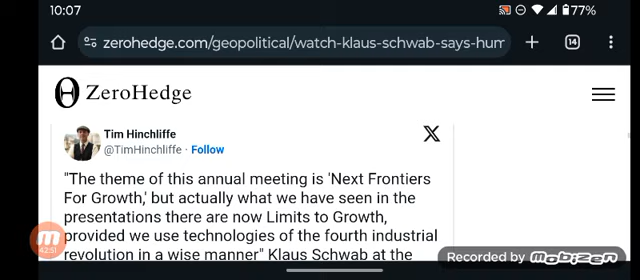 10:07
77%
zerohedge.com/geopolitical/watch-klaus-schwab-says-hum
14
ZeroHedge
Tim Hinchliffe
@TimHinchliffe · Follow
"The theme of this annual meeting is 'Next Frontiers
For Growth,' but actually what we have seen in the
presentations there are now Limits to Growth,
provided we use technologies of the fourth industrial
revolution in a wise manner" Klaus Schwab at the
42:51
Recorded by Mobizen